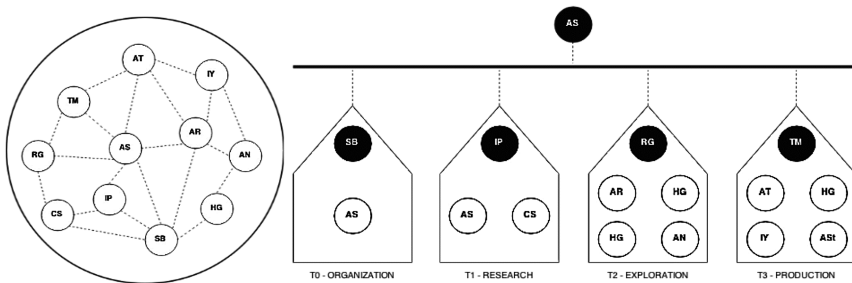 AS
AT
IY
TM
AR
AS
RG
AN
IP
HG
CS
SB
SB
IP
RG
TM
AS
AS CS
AR HG
HG AN
AT HG
IY ASt
T0 - ORGANIZATION
T1 - RESEARCH
T2 - EXPLORATION
T3 - PRODUCTION